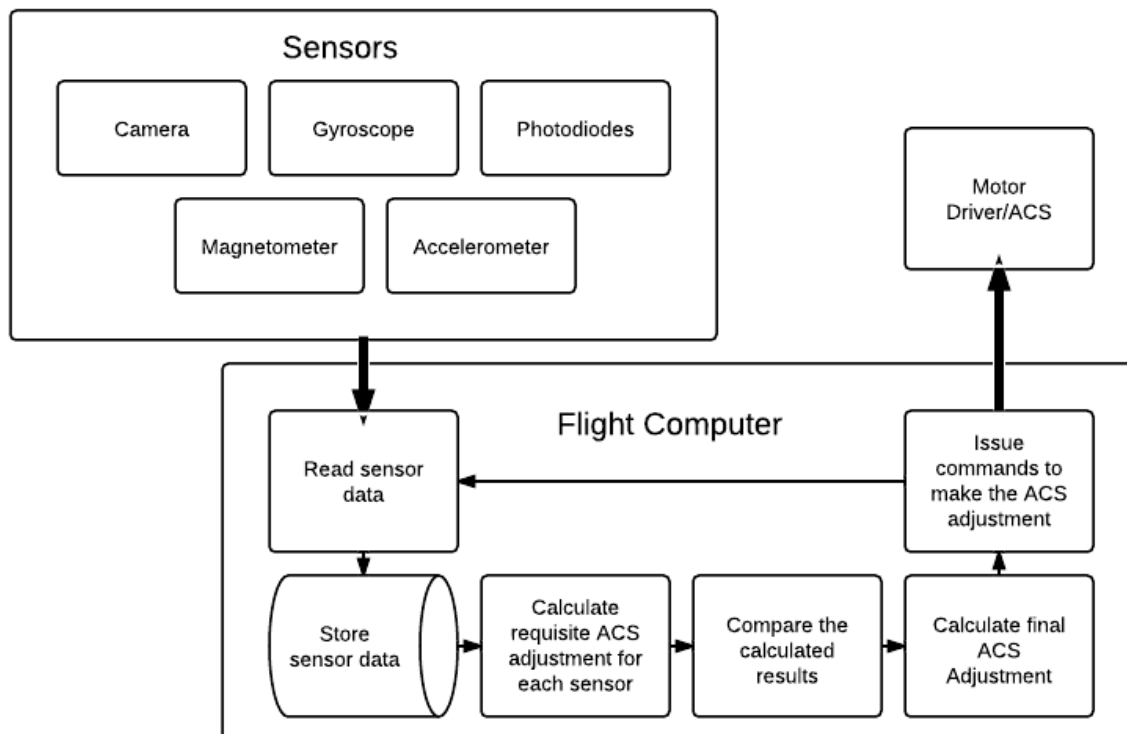 Sensors
Camera
Gyroscope
Photodiodes
Magnetometer
Accelerometer
Motor
Driver/ACS
Flight Computer
Read sensor
data
Issue
commands to
make the ACS
adjustment
Store
sensor data
Calculate
requisite ACS
adjustment for
each sensor
Compare the
calculated
results
Calculate final
ACS
Adjustment